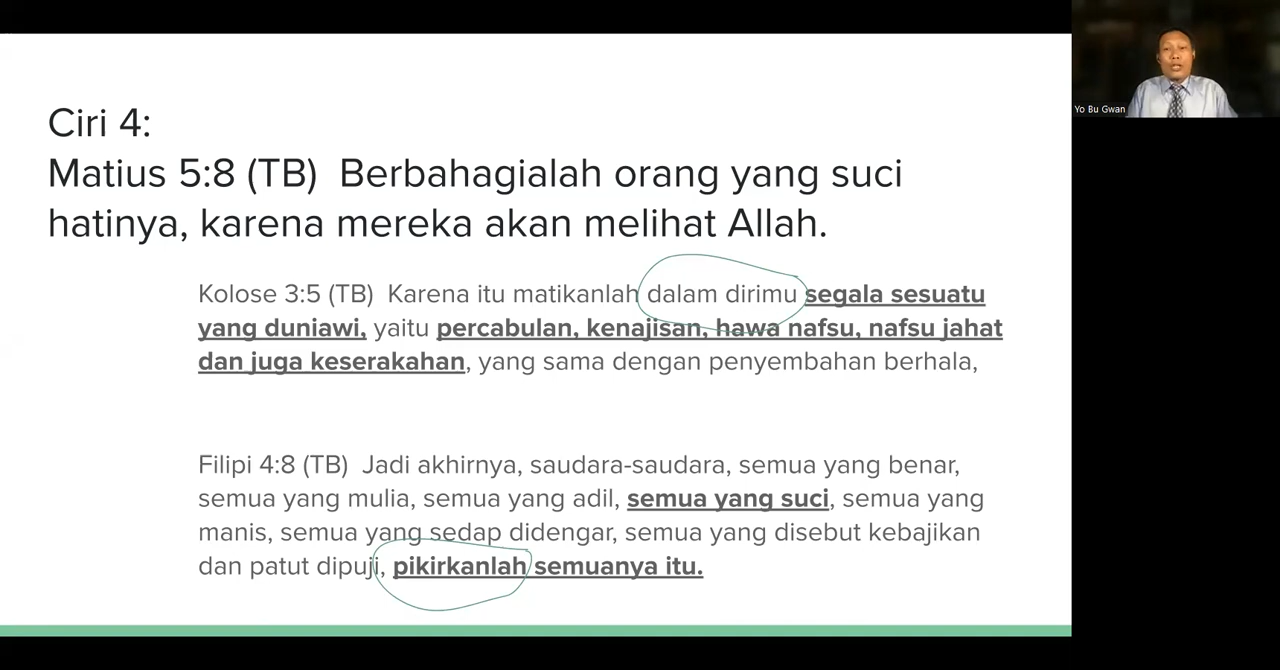 Ciri 4:
Matius 5:8 (TB)  Berbahagialah orang yang suci
hatinya, karena mereka akan melihat Allah.
Kolose 3:5 (TB)  Karena itu matikanlah dalam dirimu segala sesuatu
yang duniawi, yaitu percabulan, kenajisan, hawa nafsu, nafsu jahat
dan juga keserakahan, yang sama dengan penyembahan berhala,
Filipi 4:8 (TB)  Jadi akhirnya, saudara-saudara, semua yang benar,
semua yang mulia, semua yang adil, semua yang suci, semua yang
manis, semua yang sedap didengar, semua yang disebut kebajikan
dan patut dipuji, pikirkanlah semuanya itu.
Yo Bu Gwan